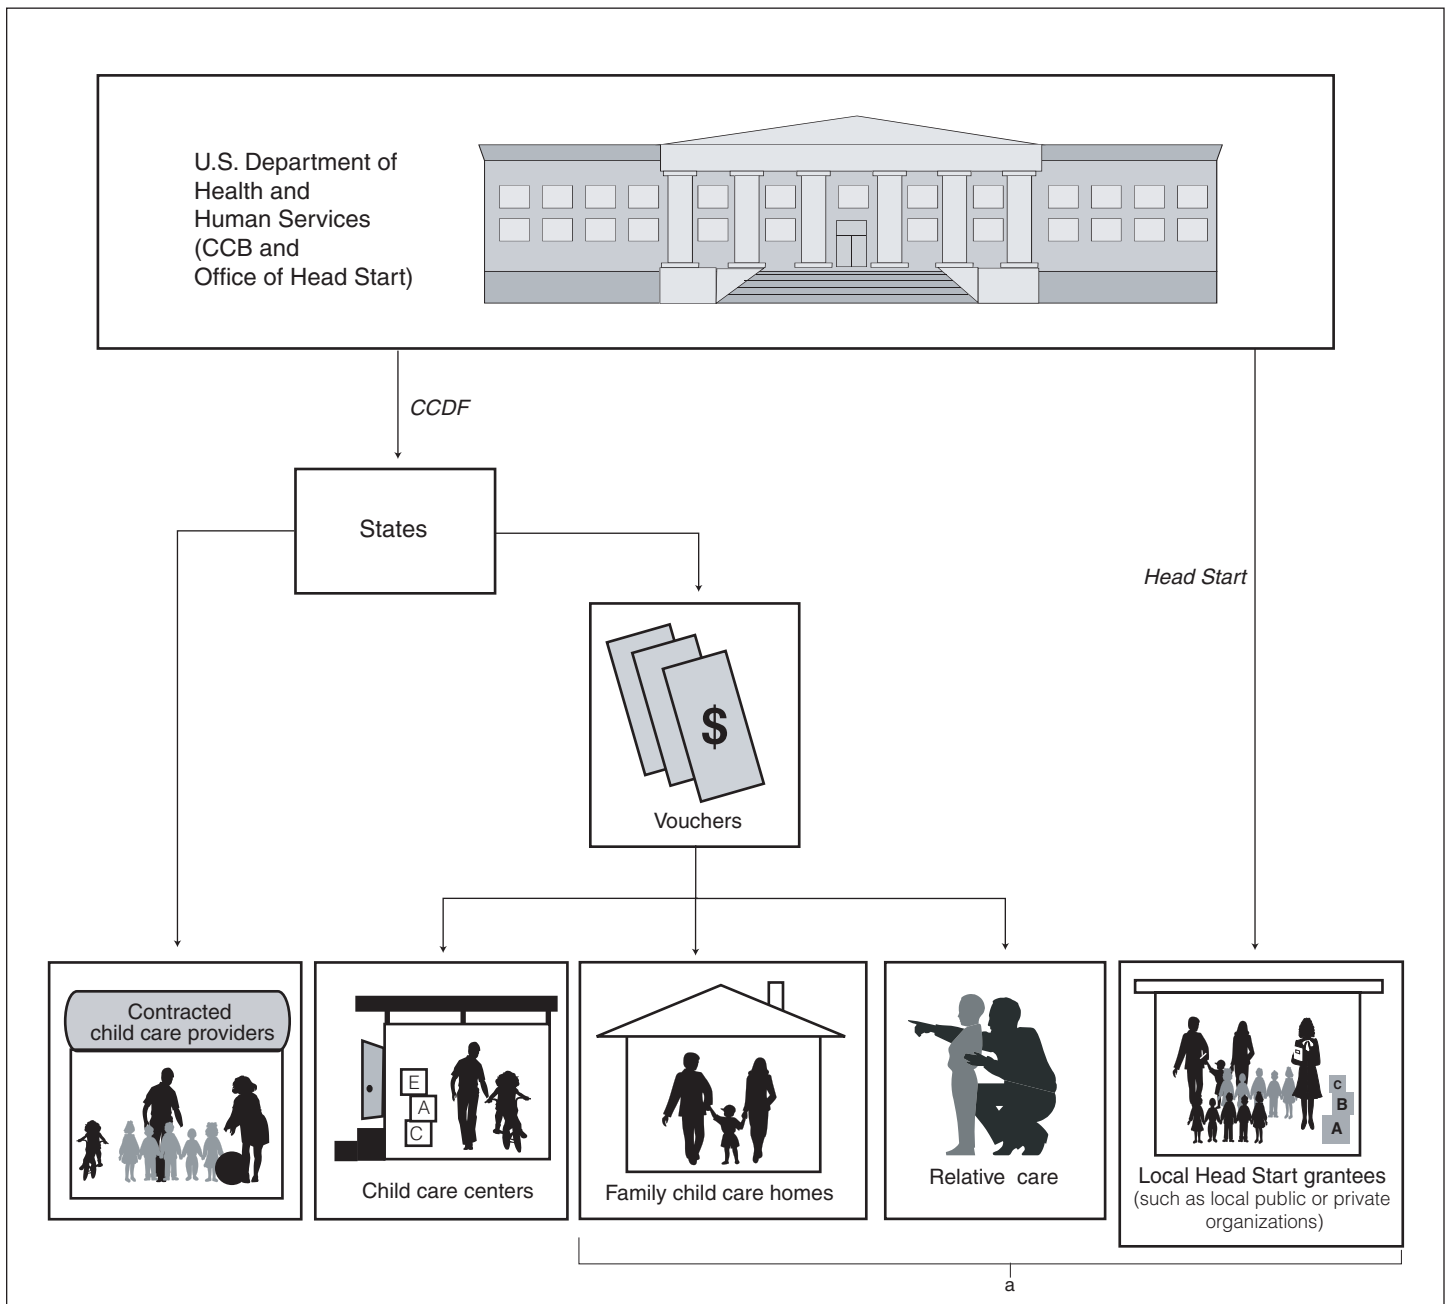 U.S. Department of
Health and
Human Services
(CCB and
Office of Head Start)
CCDF
States
Head Start
$
Vouchers
Contracted
child care providers
E
A
C
Child care centers
Family child care homes
Relative care
C
B
A
Local Head Start grantees
(such as local public or private
organizations)
a